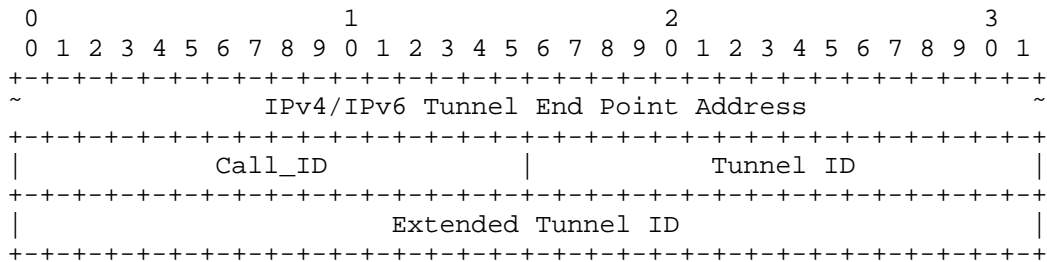 0                   1                   2                   3
 0 1 2 3 4 5 6 7 8 9 0 1 2 3 4 5 6 7 8 9 0 1 2 3 4 5 6 7 8 9 0 1
+-+-+-+-+-+-+-+-+-+-+-+-+-+-+-+-+-+-+-+-+-+-+-+-+-+-+-+-+-+-+-+-+
~               IPv4/IPv6 Tunnel End Point Address              ~
+-+-+-+-+-+-+-+-+-+-+-+-+-+-+-+-+-+-+-+-+-+-+-+-+-+-+-+-+-+-+-+-+
|            Call_ID            |           Tunnel ID           |
+-+-+-+-+-+-+-+-+-+-+-+-+-+-+-+-+-+-+-+-+-+-+-+-+-+-+-+-+-+-+-+-+
|                       Extended Tunnel ID                      |
+-+-+-+-+-+-+-+-+-+-+-+-+-+-+-+-+-+-+-+-+-+-+-+-+-+-+-+-+-+-+-+-+